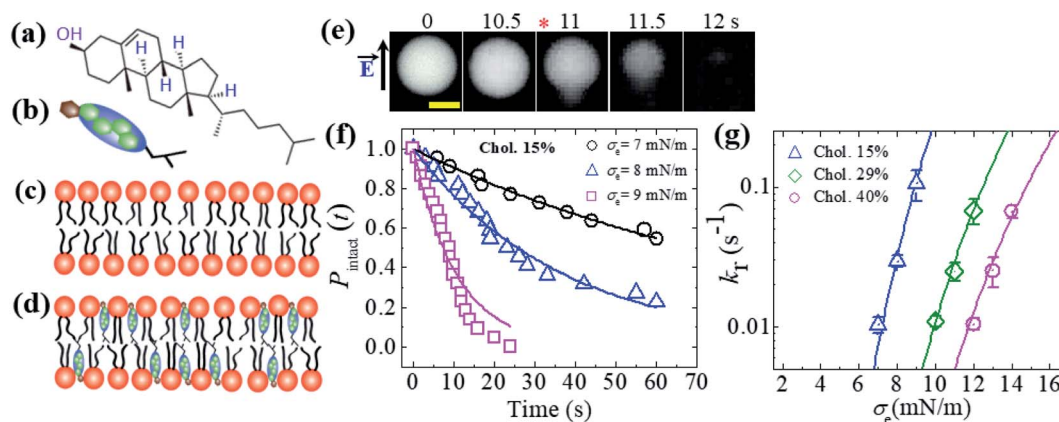 (a)
OH
H
H
H
H
(b)
(c)
(d)
(e)
0 10.5 * 11 11.5 12 s
E
(f)
Chol. 15%
σe = 7 mN/m
σe = 8 mN/m
σe = 9 mN/m
1.0
0.8
0.6
0.4
0.2
0.0
Pintact (t)
0 10 20 30 40 50 60 70
Time (s)
(g)
Chol. 15%
Chol. 29%
Chol. 40%
0.1
0.01
kr (s⁻¹)
2 4 6 8 10 12 14 16
σe(mN/m)